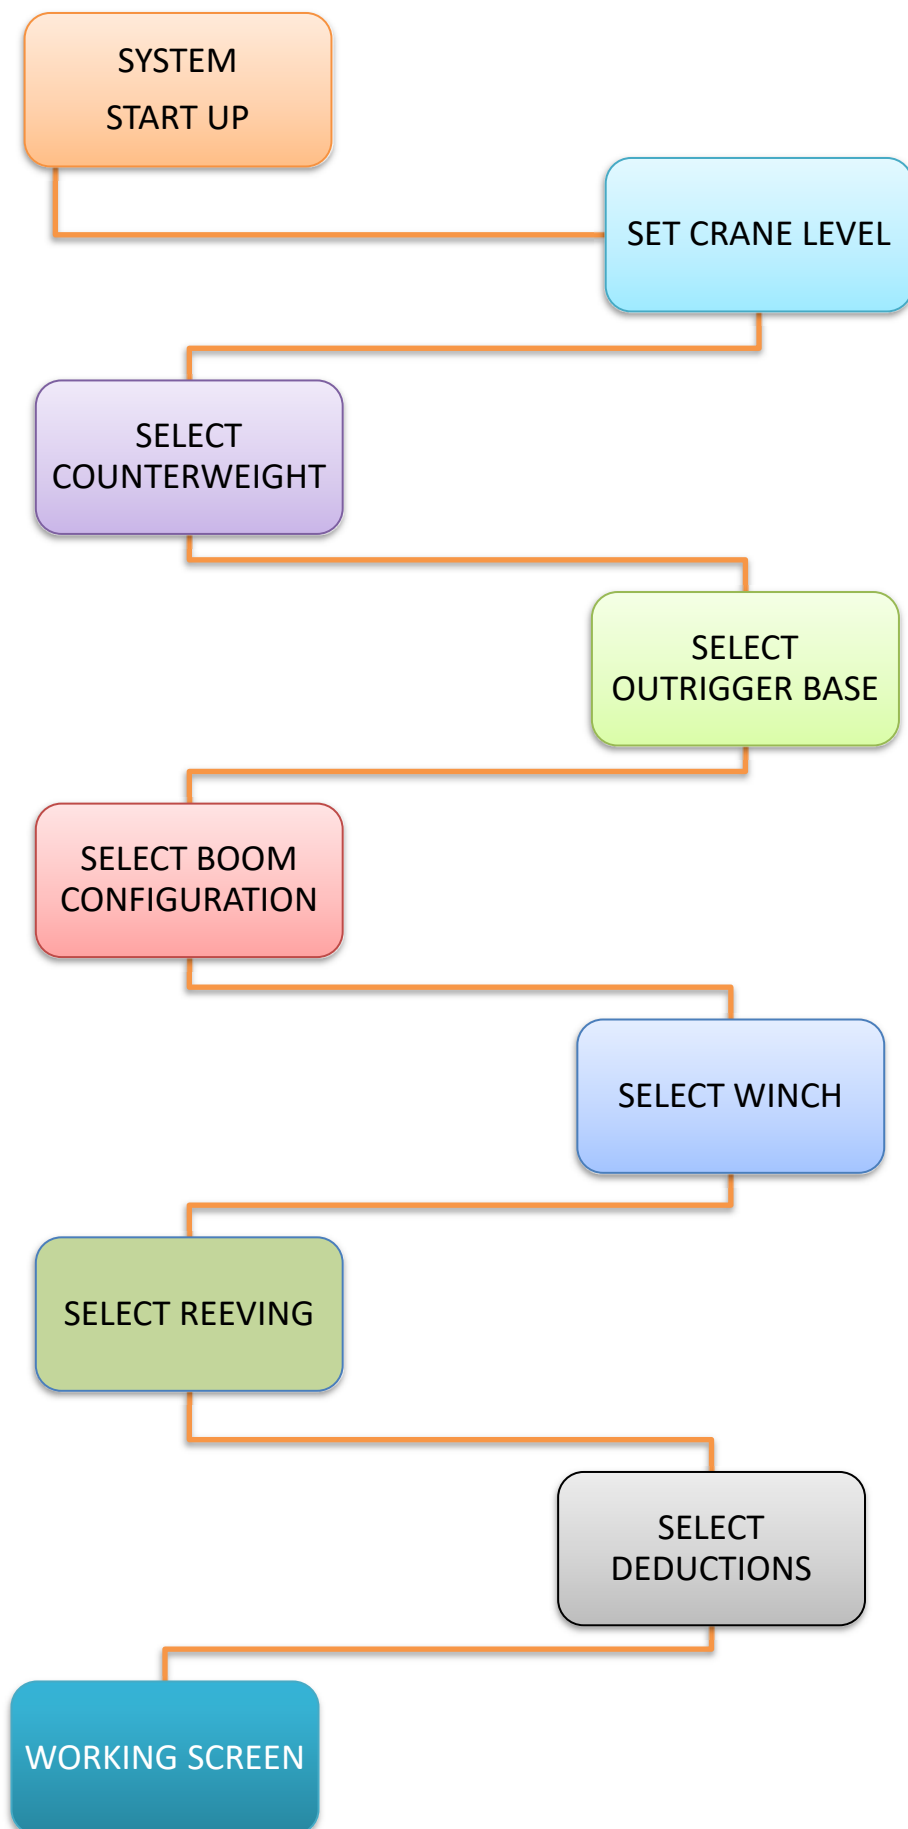 SYSTEM
START UP
SET CRANE LEVEL
SELECT
COUNTERWEIGHT
SELECT
OUTRIGGER BASE
SELECT BOOM
CONFIGURATION
SELECT WINCH
SELECT REEVING
SELECT
DEDUCTIONS
WORKING SCREEN